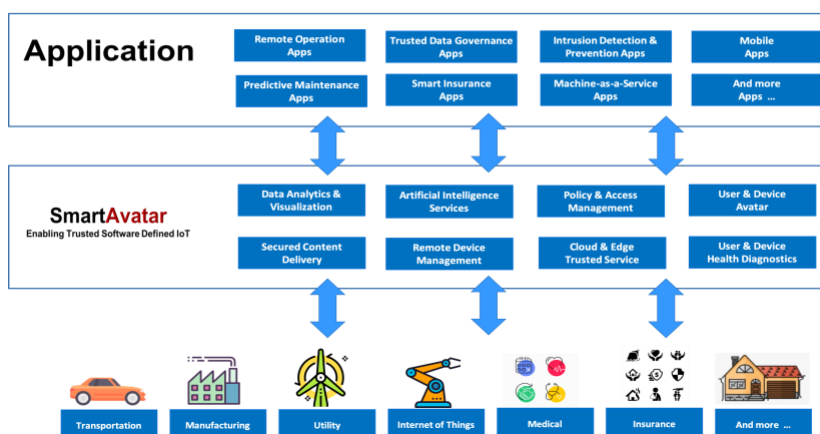 Application
Remote Operation
Apps
Trusted Data Governance
Apps
Intrusion Detection &
Prevention Apps
Mobile
Apps
Predictive Maintenance
Apps
Smart Insurance
Apps
Machine-as-a-Service
Apps
And more
Apps ...
SmartAvatar
Enabling Trusted Software Defined IoT
Data Analytics &
Visualization
Artificial Intelligence
Services
Policy & Access
Management
User & Device
Avatar
Secured Content
Delivery
Remote Device
Management
Cloud & Edge
Trusted Service
User & Device
Health Diagnostics
Transportation
Manufacturing
Utility
Internet of Things
Medical
Insurance
And more ...